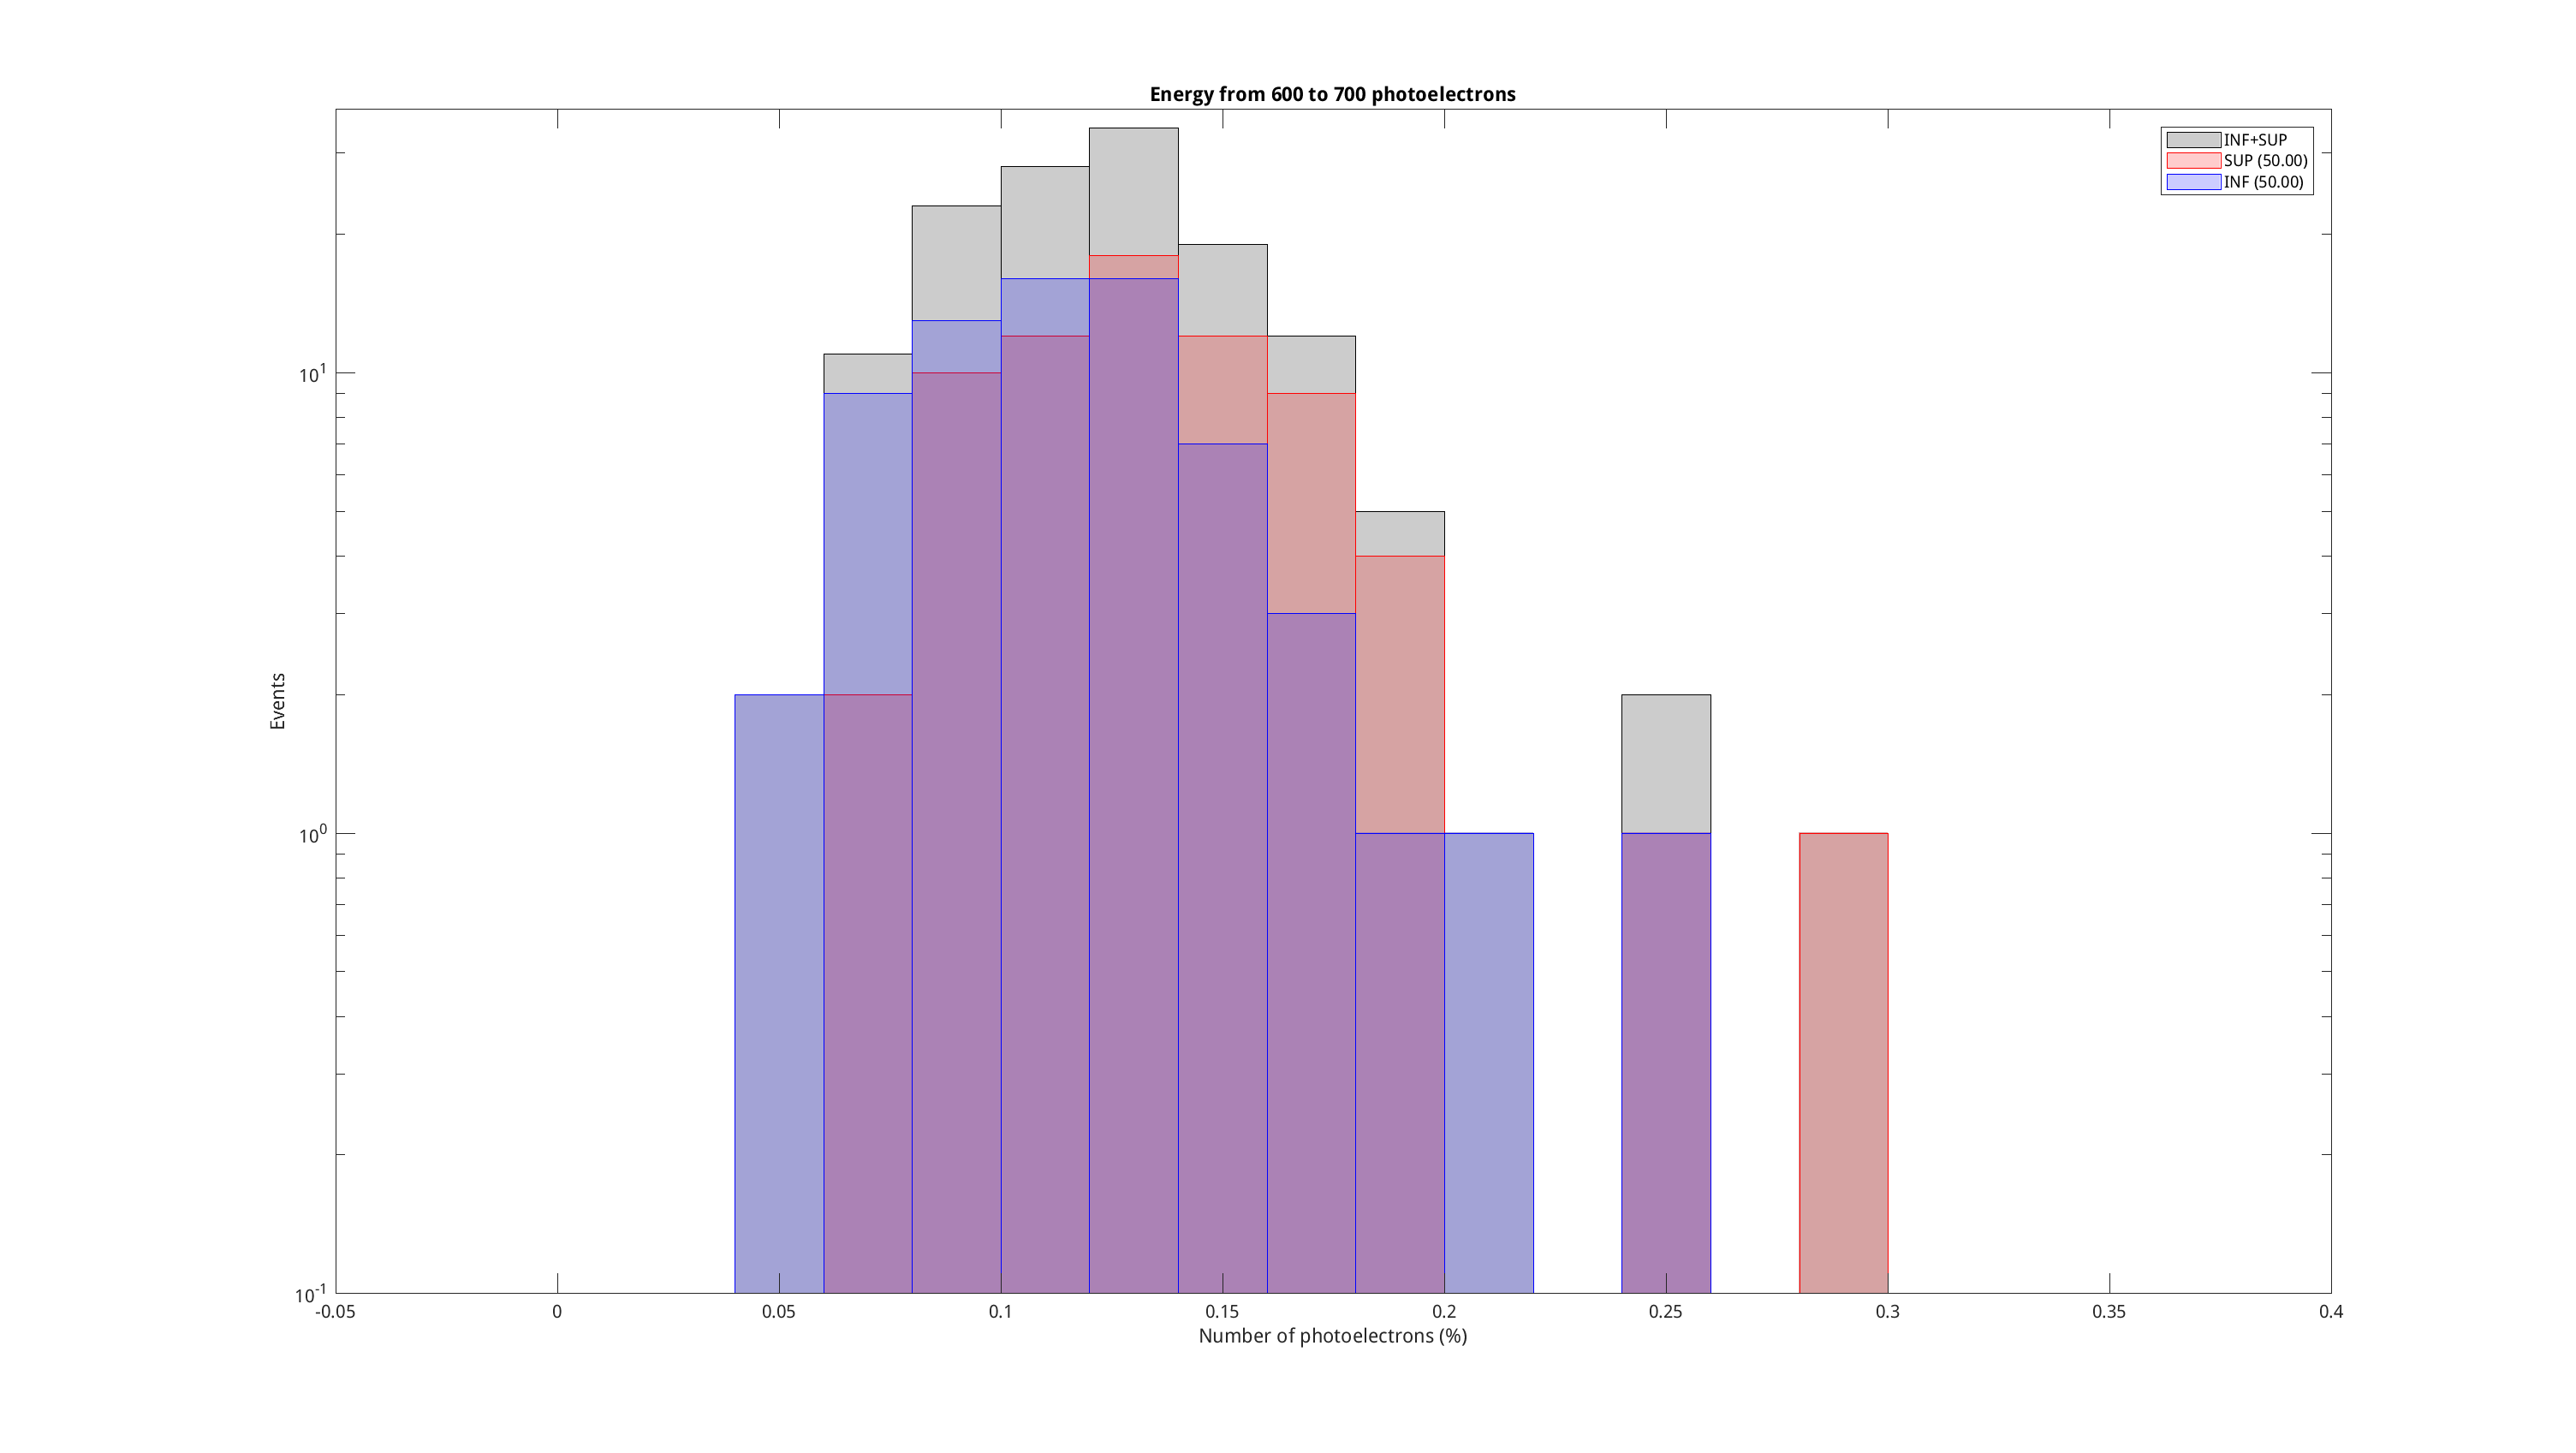 Energy from 600 to 700 photoelectrons
INF+SUP
SUP (50.00)
INF (50.00)
10^1
10^0
10^-1
Events
-0.05 0 0.05 0.1 0.15 0.2 0.25 0.3 0.35 0.4
Number of photoelectrons (%)